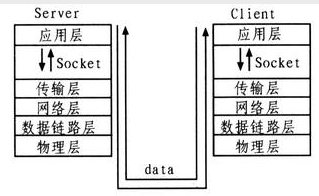 Server
应用层
Socket
传输层
网络层
数据链路层
物理层
data
Client
应用层
Socket
传输层
网络层
数据链路层
物理层